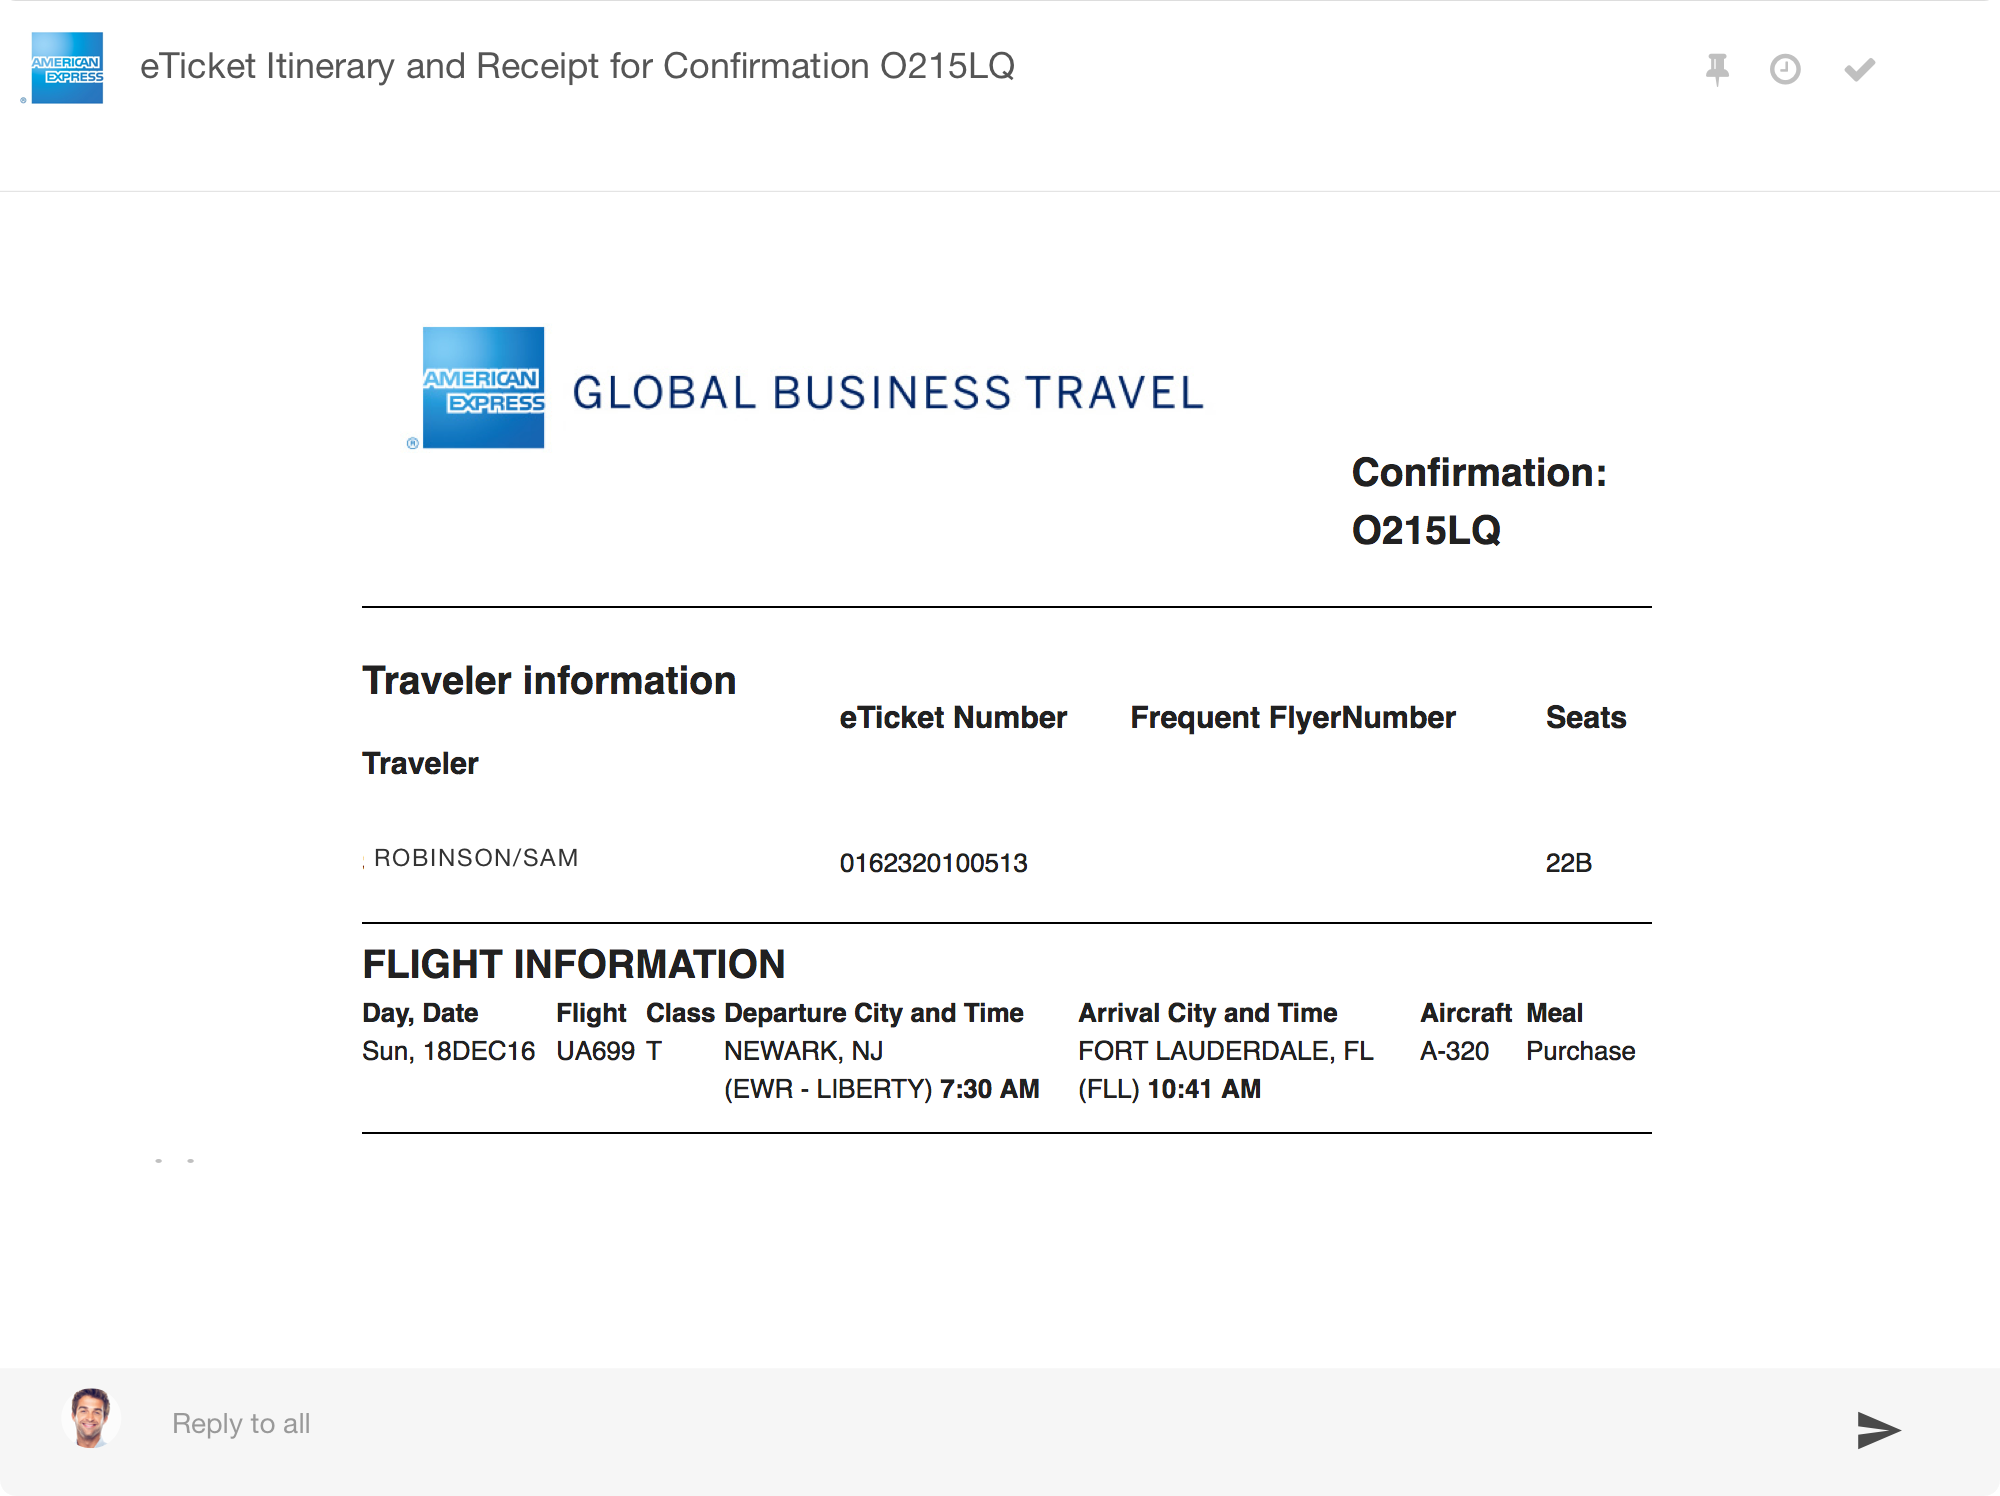 AMERICAN
EXPRESS
®
eTicket Itinerary and Receipt for Confirmation O215LQ
AMERICAN
EXPRESS
®
GLOBAL BUSINESS TRAVEL
Confirmation:
O215LQ
Traveler information
eTicket Number Frequent FlyerNumber Seats
Traveler
ROBINSON/SAM 0162320100513 22B
FLIGHT INFORMATION
Day, Date Flight Class Departure City and Time Arrival City and Time Aircraft Meal
Sun, 18DEC16 UA699 T NEWARK, NJ FORT LAUDERDALE, FL A-320 Purchase
(EWR - LIBERTY) 7:30 AM (FLL) 10:41 AM
Reply to all